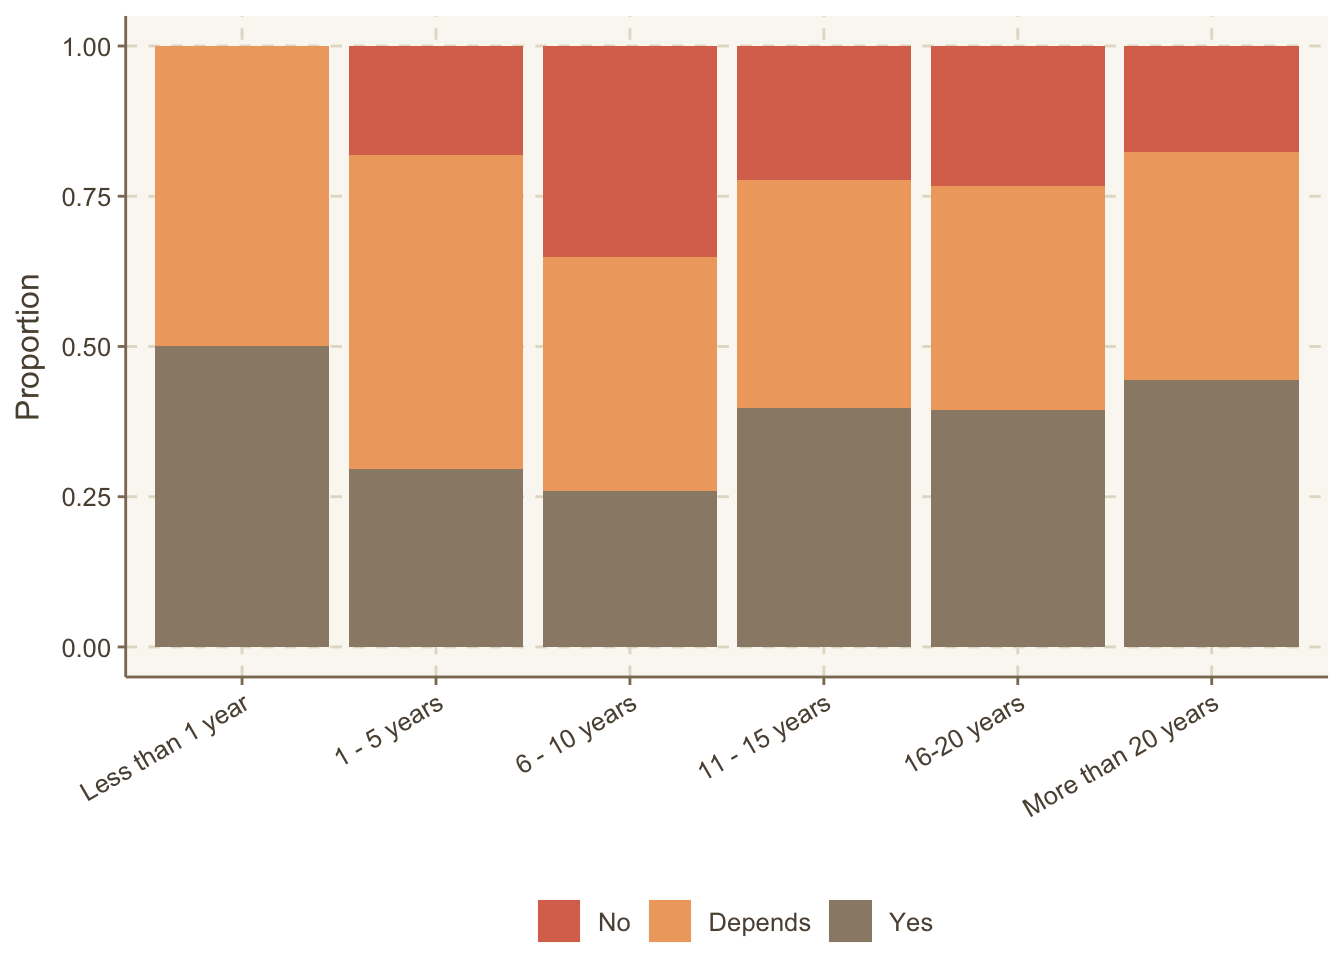 Proportion
1.00
0.75
0.50
0.25
0.00
Less than 1 year
1 - 5 years
6 - 10 years
11 - 15 years
16-20 years
More than 20 years
No
Depends
Yes